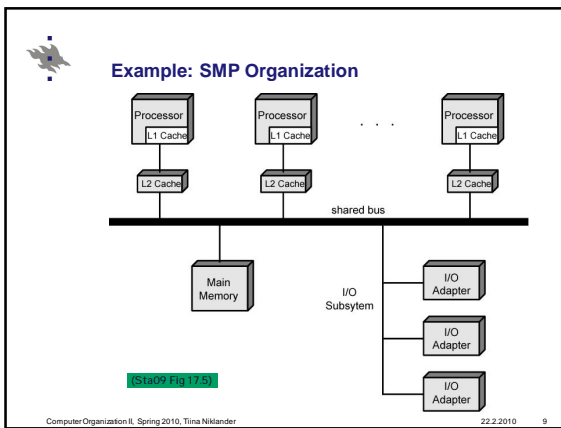 Example: SMP Organization
Processor
L1 Cache
Processor
L1 Cache
. . .
Processor
L1 Cache
L2 Cache
L2 Cache
L2 Cache
shared bus
Main
Memory
I/O
Subsytem
I/O
Adapter
I/O
Adapter
I/O
Adapter
(Sta09 Fig 17.5)
Computer Organization II, Spring 2010, Tiina Niklander 22.2.2010 9